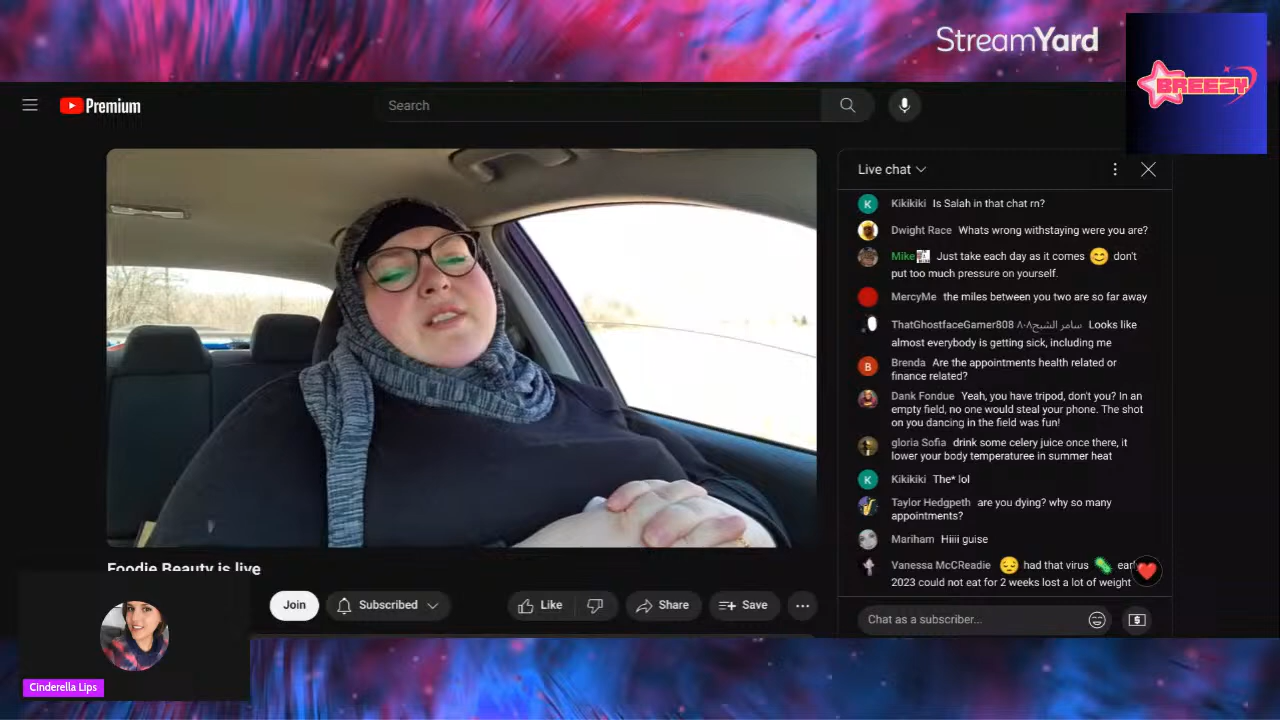 StreamYard
BREEZY
Premium
Search
Live chat
Kikikiki Is Salah in that chat rn?
Dwight Race Whats wrong withstaying were you are?
Mike Just take each day as it comes 😊 don't
put too much pressure on yourself.
MercyMe the miles between you two are so far away
ThatGhostfaceGamer808 سامر الشبح٨٠٨ Looks like
almost everybody is getting sick, including me
Brenda Are the appointments health related or
finance related?
Dank Fondue Yeah, you have tripod, don't you? In an
empty field, no one would steal your phone. The shot
on you dancing in the field was fun!
gloria Sofia drink some celery juice once there, it
lower your body temperaturee in summer heat
Kikikiki The* lol
Taylor Hedgpeth are you dying? why so many
appointments?
Mariham Hiii guise
Vanessa McCReadie 😔 had that virus 🦠
2023 could not eat for 2 weeks lost a lot of weight
Chat as a subscriber...
Foodie Beauty is live
Join
Subscribed
Like
Share
Save
Cinderella Lips